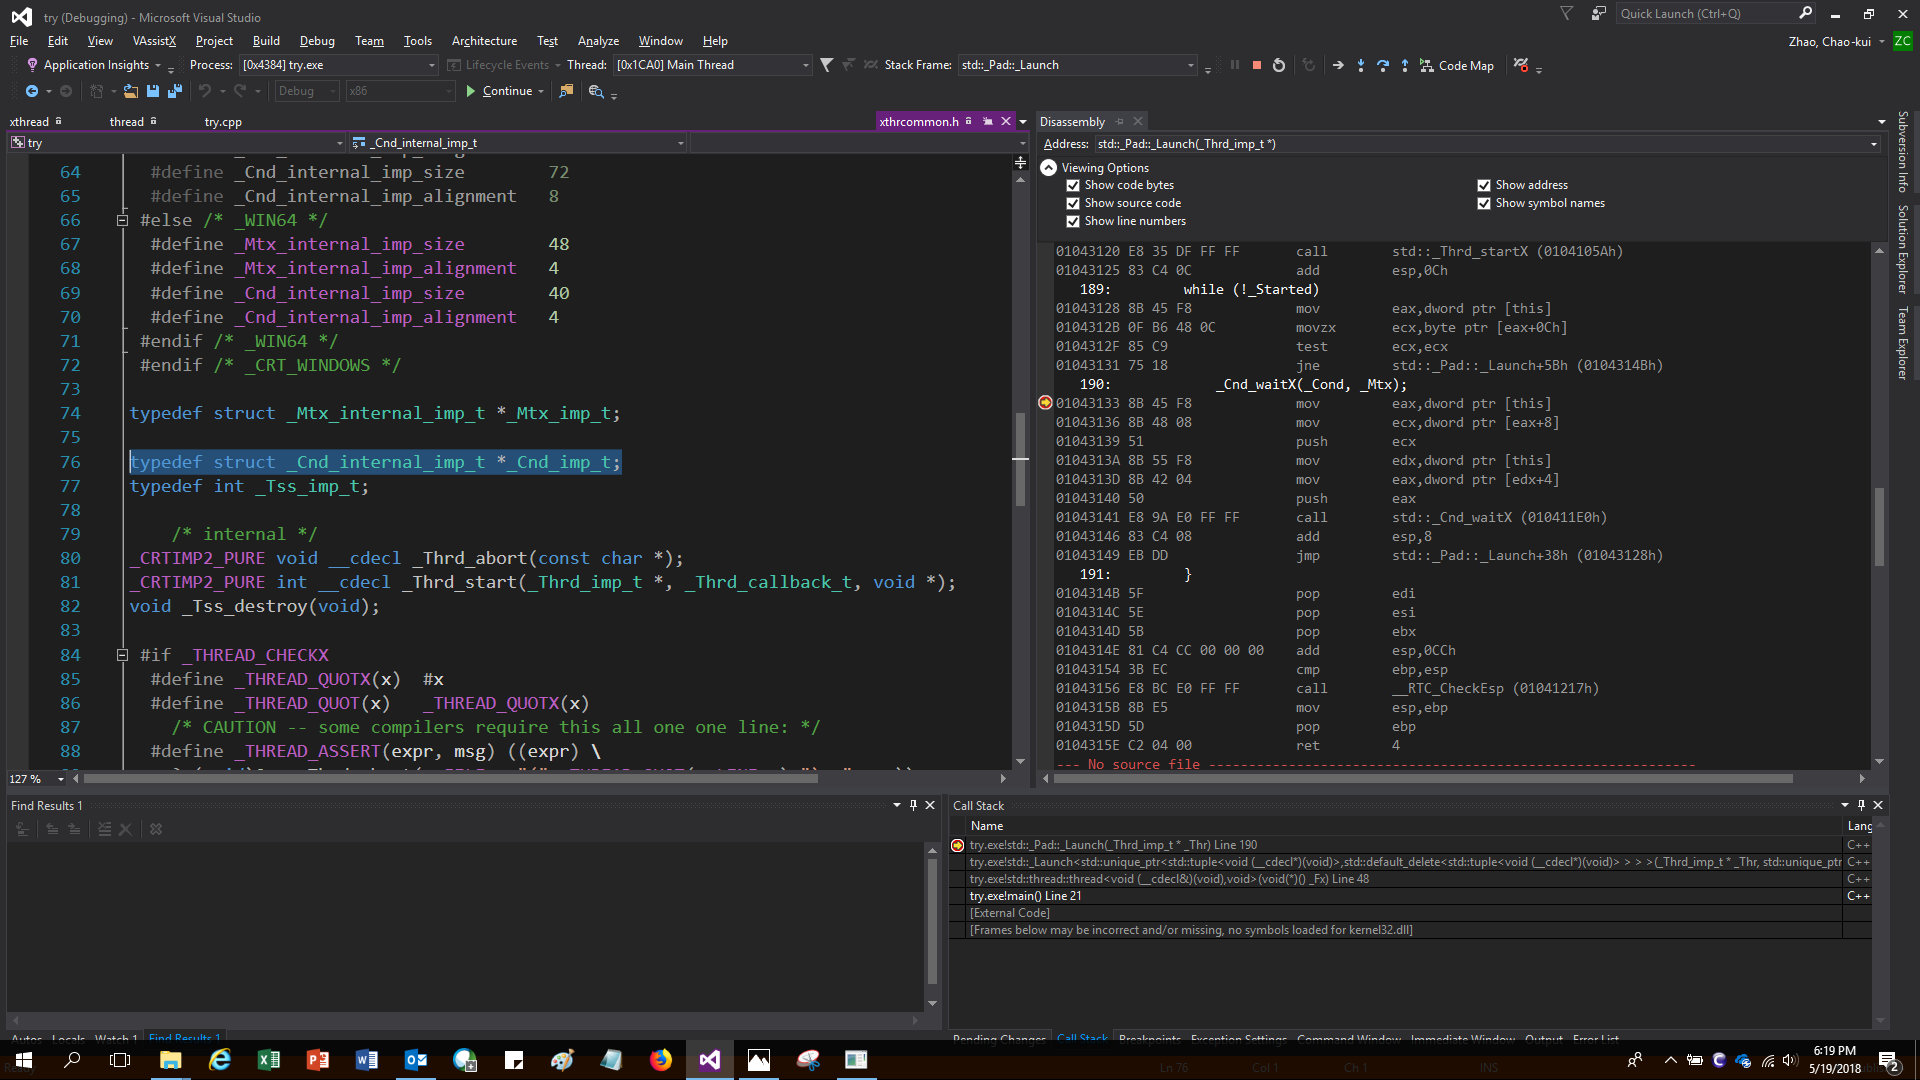 try (Debugging) - Microsoft Visual Studio
Quick Launch (Ctrl+Q)
File Edit View VAssistX Project Build Debug Team Tools Architecture Test Analyze Window Help
Zhao, Chao-kui ZC
Application Insights Process: [0x4384] try.exe Lifecycle Events Thread: [0x1CA0] Main Thread Stack Frame: std::_Pad::_Launch Code Map
Debug x86 Continue
xthread thread try.cpp xthrcommon.h
try _Cnd_internal_imp_t
64 #define _Cnd_internal_imp_size 72
65 #define _Cnd_internal_imp_alignment 8
66 #else /* _WIN64 */
67 #define _Mtx_internal_imp_size 48
68 #define _Mtx_internal_imp_alignment 4
69 #define _Cnd_internal_imp_size 40
70 #define _Cnd_internal_imp_alignment 4
71 #endif /* _WIN64 */
72 #endif /* _CRT_WINDOWS */
73
74 typedef struct _Mtx_internal_imp_t *_Mtx_imp_t;
75
76 typedef struct _Cnd_internal_imp_t *_Cnd_imp_t;
77 typedef int _Tss_imp_t;
78
79 /* internal */
80 _CRTIMP2_PURE void __cdecl _Thrd_abort(const char *);
81 _CRTIMP2_PURE int __cdecl _Thrd_start(_Thrd_imp_t *, _Thrd_callback_t, void *);
82 void _Tss_destroy(void);
83
84 #if _THREAD_CHECKX
85 #define _THREAD_QUOTX(x) #x
86 #define _THREAD_QUOT(x) _THREAD_QUOTX(x)
87 /* CAUTION -- some compilers require this all one one line: */
88 #define _THREAD_ASSERT(expr, msg) ((expr) \
127 %
Disassembly
Address: std::_Pad::_Launch(_Thrd_imp_t *)
Viewing Options
Show code bytes Show address
Show source code Show symbol names
Show line numbers
01043120 E8 35 DF FF FF call std::_Thrd_startX (0104105Ah)
01043125 83 C4 0C add esp,0Ch
189: while (!_Started)
01043128 8B 45 F8 mov eax,dword ptr [this]
0104312B 0F B6 48 0C movzx ecx,byte ptr [eax+0Ch]
0104312F 85 C9 test ecx,ecx
01043131 75 18 jne std::_Pad::_Launch+5Bh (0104314Bh)
190: _Cnd_waitX(_Cond, _Mtx);
01043133 8B 45 F8 mov eax,dword ptr [this]
01043136 8B 48 08 mov ecx,dword ptr [eax+8]
01043139 51 push ecx
0104313A 8B 55 F8 mov edx,dword ptr [this]
0104313D 8B 42 04 mov eax,dword ptr [edx+4]
01043140 50 push eax
01043141 E8 9A E0 FF FF call std::_Cnd_waitX (010411E0h)
01043146 83 C4 08 add esp,8
01043149 EB DD jmp std::_Pad::_Launch+38h (01043128h)
191: }
0104314B 5F pop edi
0104314C 5E pop esi
0104314D 5B pop ebx
0104314E 81 C4 CC 00 00 00 add esp,0CCh
01043154 3B EC cmp ebp,esp
01043156 E8 BC E0 FF FF call __RTC_CheckEsp (01041217h)
0104315B 8B E5 mov esp,ebp
0104315D 5D pop ebp
0104315E C2 04 00 ret 4
--- No source file
Subversion Info
Solution Explorer
Team Explorer
Find Results 1
Call Stack
Name Lang
try.exe!std::_Pad::_Launch(_Thrd_imp_t * _Thr) Line 190 C++
try.exe!std::_Launch<std::unique_ptr<std::tuple<void (__cdecl*)(void)>,std::default_delete<std::tuple<void (__cdecl*)(void)> > > >(_Thrd_imp_t * _Thr, std::unique_ptr C++
try.exe!std::thread::thread<void (__cdecl&)(void),void>(void(*)() _Fx) Line 48 C++
try.exe!main() Line 21 C++
[External Code]
[Frames below may be incorrect and/or missing, no symbols loaded for kernel32.dll]
Autos Locals Watch 1 Find Results 1
Pending Changes Call Stack Breakpoints Exception Settings Command Window Immediate Window Output Error List
Ln 76 Col 1 Ch 1 INS
6:19 PM
5/19/2018
2